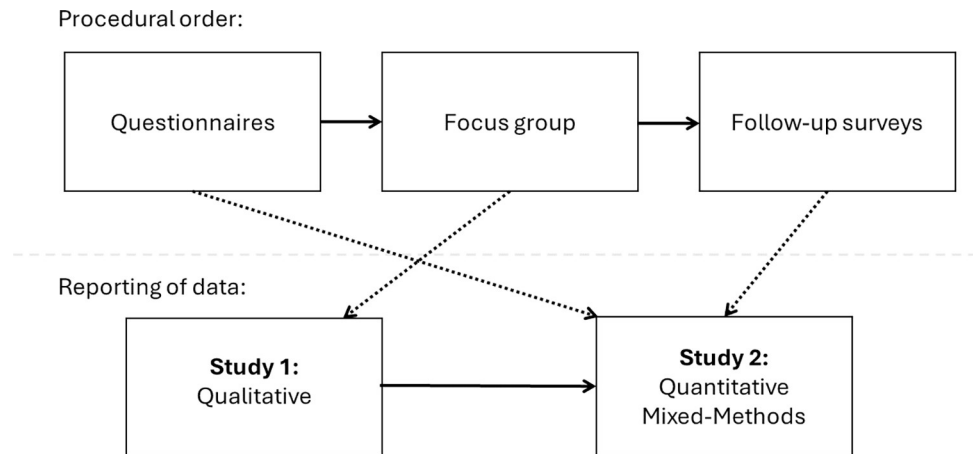 Procedural order:
Questionnaires
Focus group
Follow-up surveys
Reporting of data:
Study 1:
Qualitative
Study 2:
Quantitative
Mixed-Methods